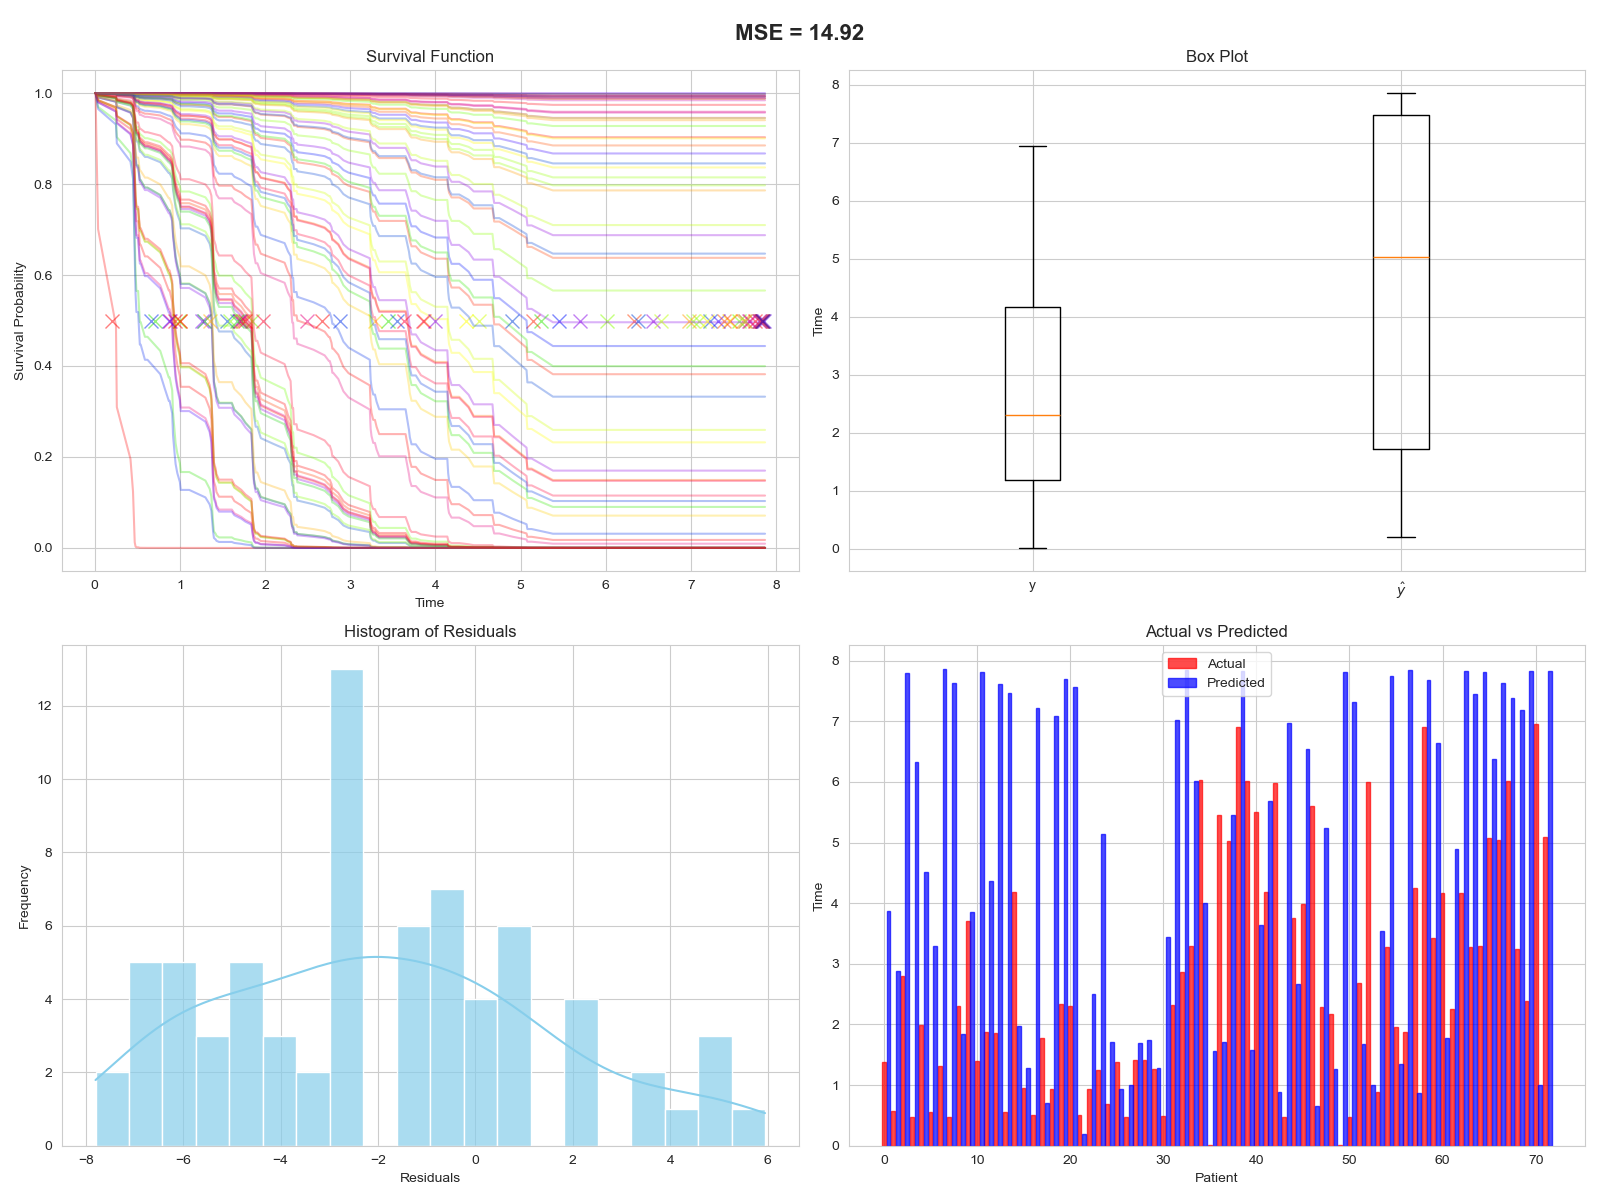 MSE = 14.92
Survival Function
1.0
0.8
0.6
0.4
0.2
0.0
Survival Probability
0 1 2 3 4 5 6 7 8
Time
Box Plot
8
7
6
5
4
3
2
1
0
Time
y ŷ
Histogram of Residuals
12
10
8
6
4
2
0
Frequency
−8 −6 −4 −2 0 2 4 6
Residuals
Actual vs Predicted
Actual
Predicted
8
7
6
5
4
3
2
1
0
Time
0 10 20 30 40 50 60 70
Patient